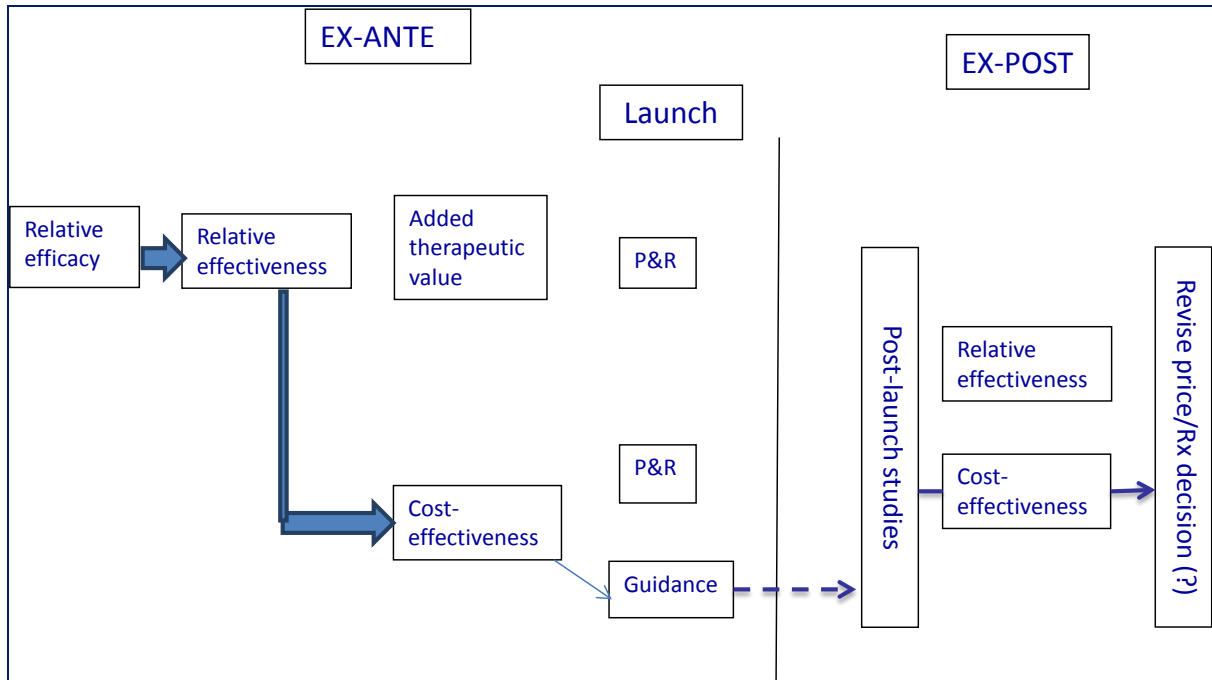 EX-ANTE
EX-POST
Launch
Relative
efficacy
Relative
effectiveness
Added
therapeutic
value
P&R
P&R
Cost-
effectiveness
Guidance
Post-launch studies
Relative
effectiveness
Cost-
effectiveness
Revise price/Rx decision (?)